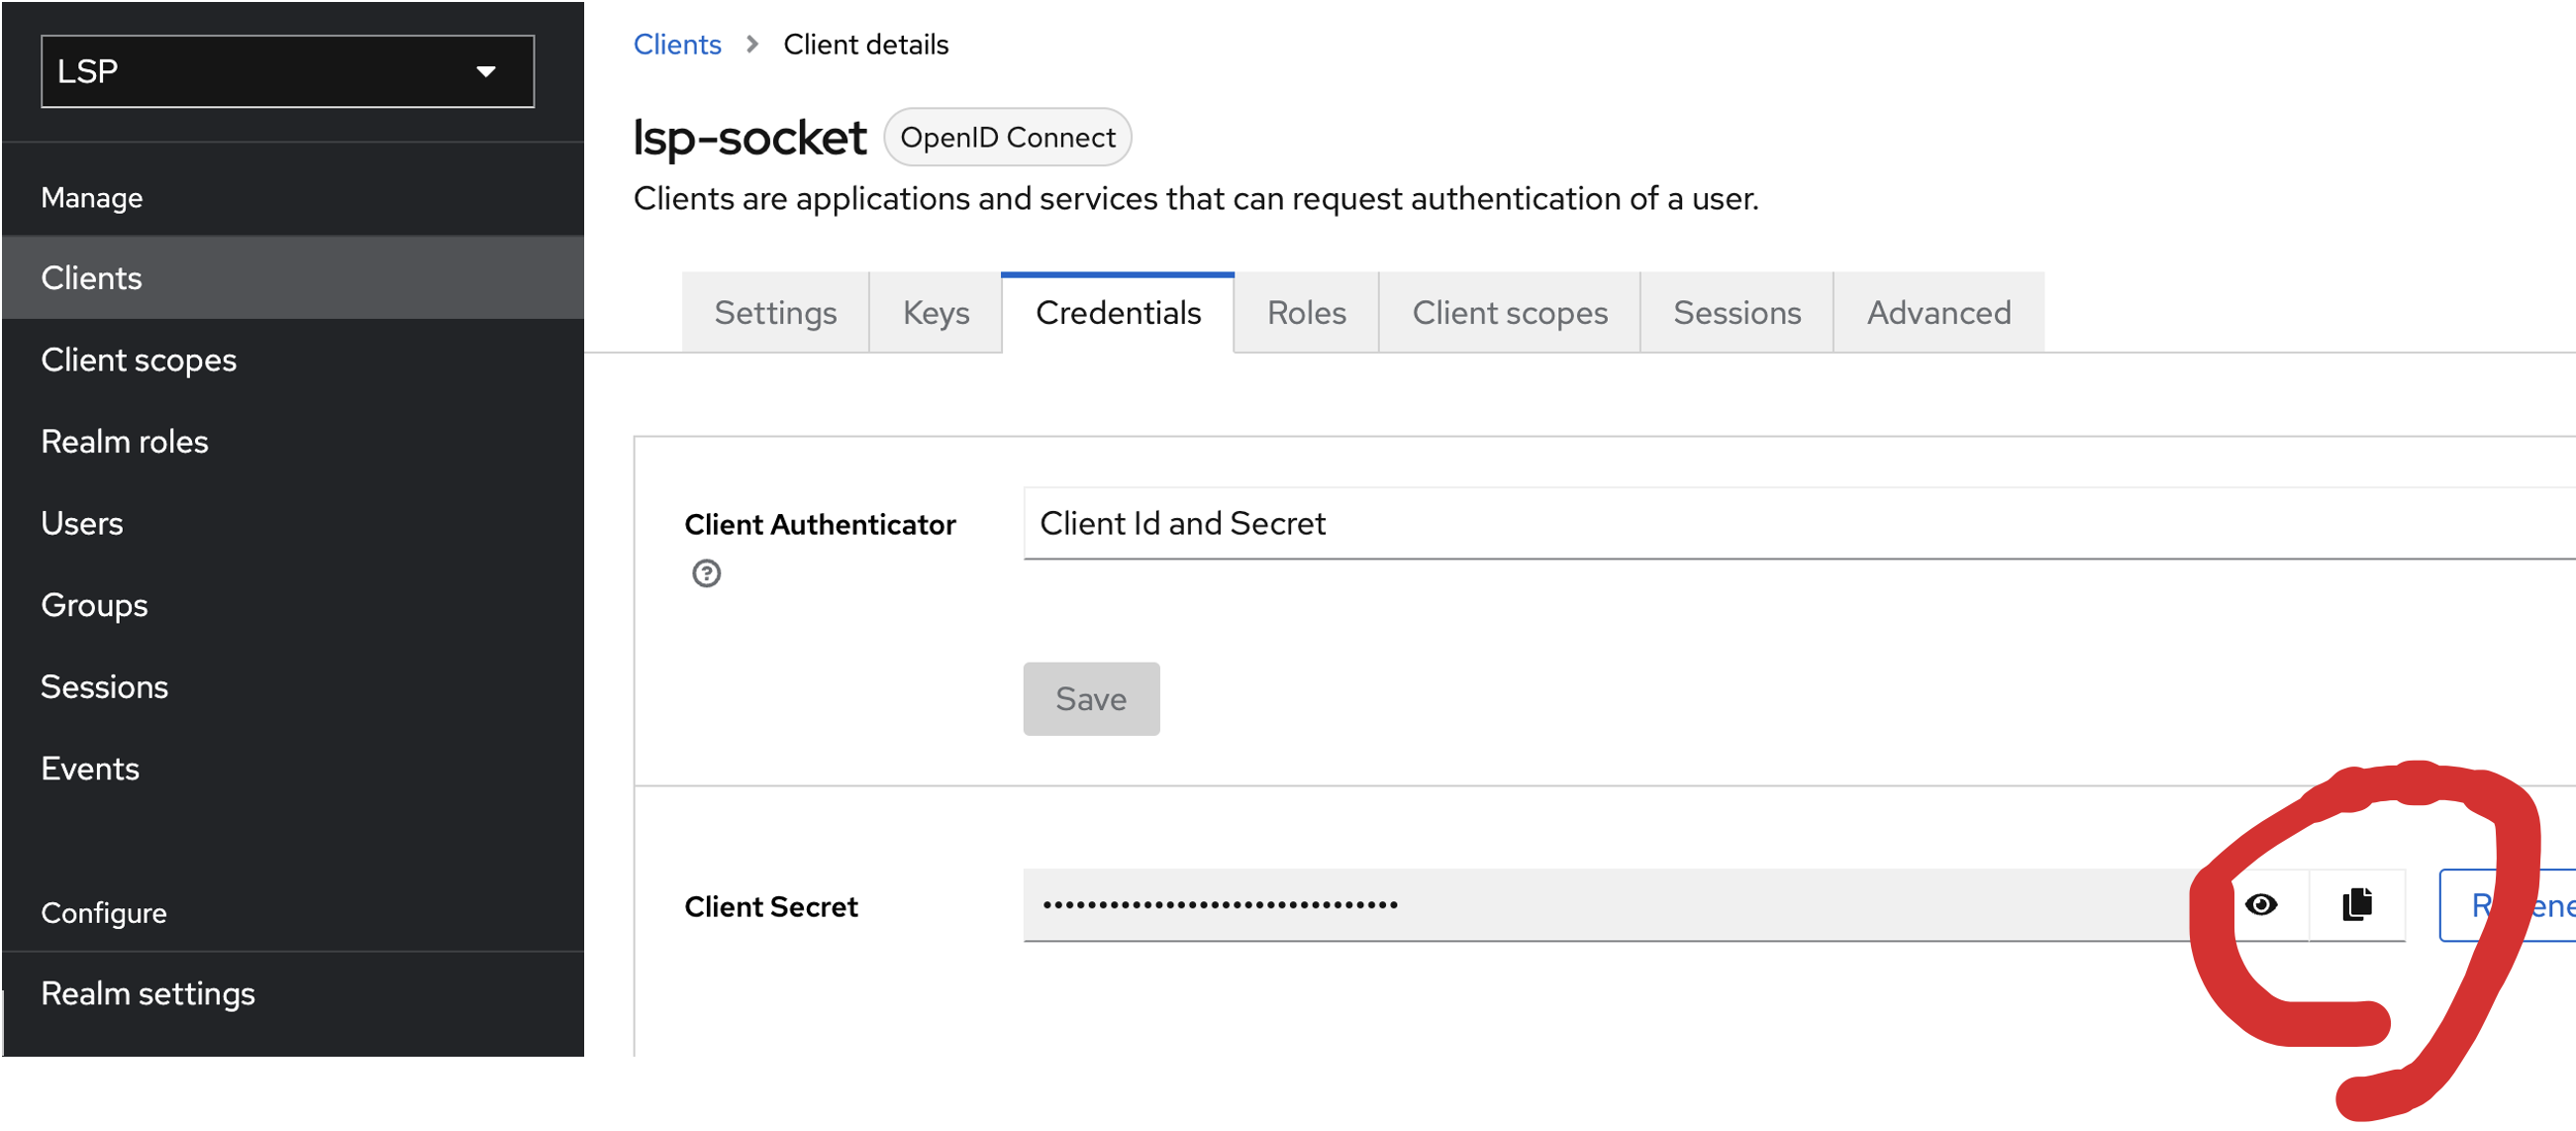 LSP
Manage
Clients
Client scopes
Realm roles
Users
Groups
Sessions
Events
Configure
Realm settings
Clients > Client details
lsp-socket OpenID Connect
Clients are applications and services that can request authentication of a user.
Settings Keys Credentials Roles Client scopes Sessions Advanced
Client Authenticator Client Id and Secret
Save
Client Secret ••••••••••••••••••••••••••••••••